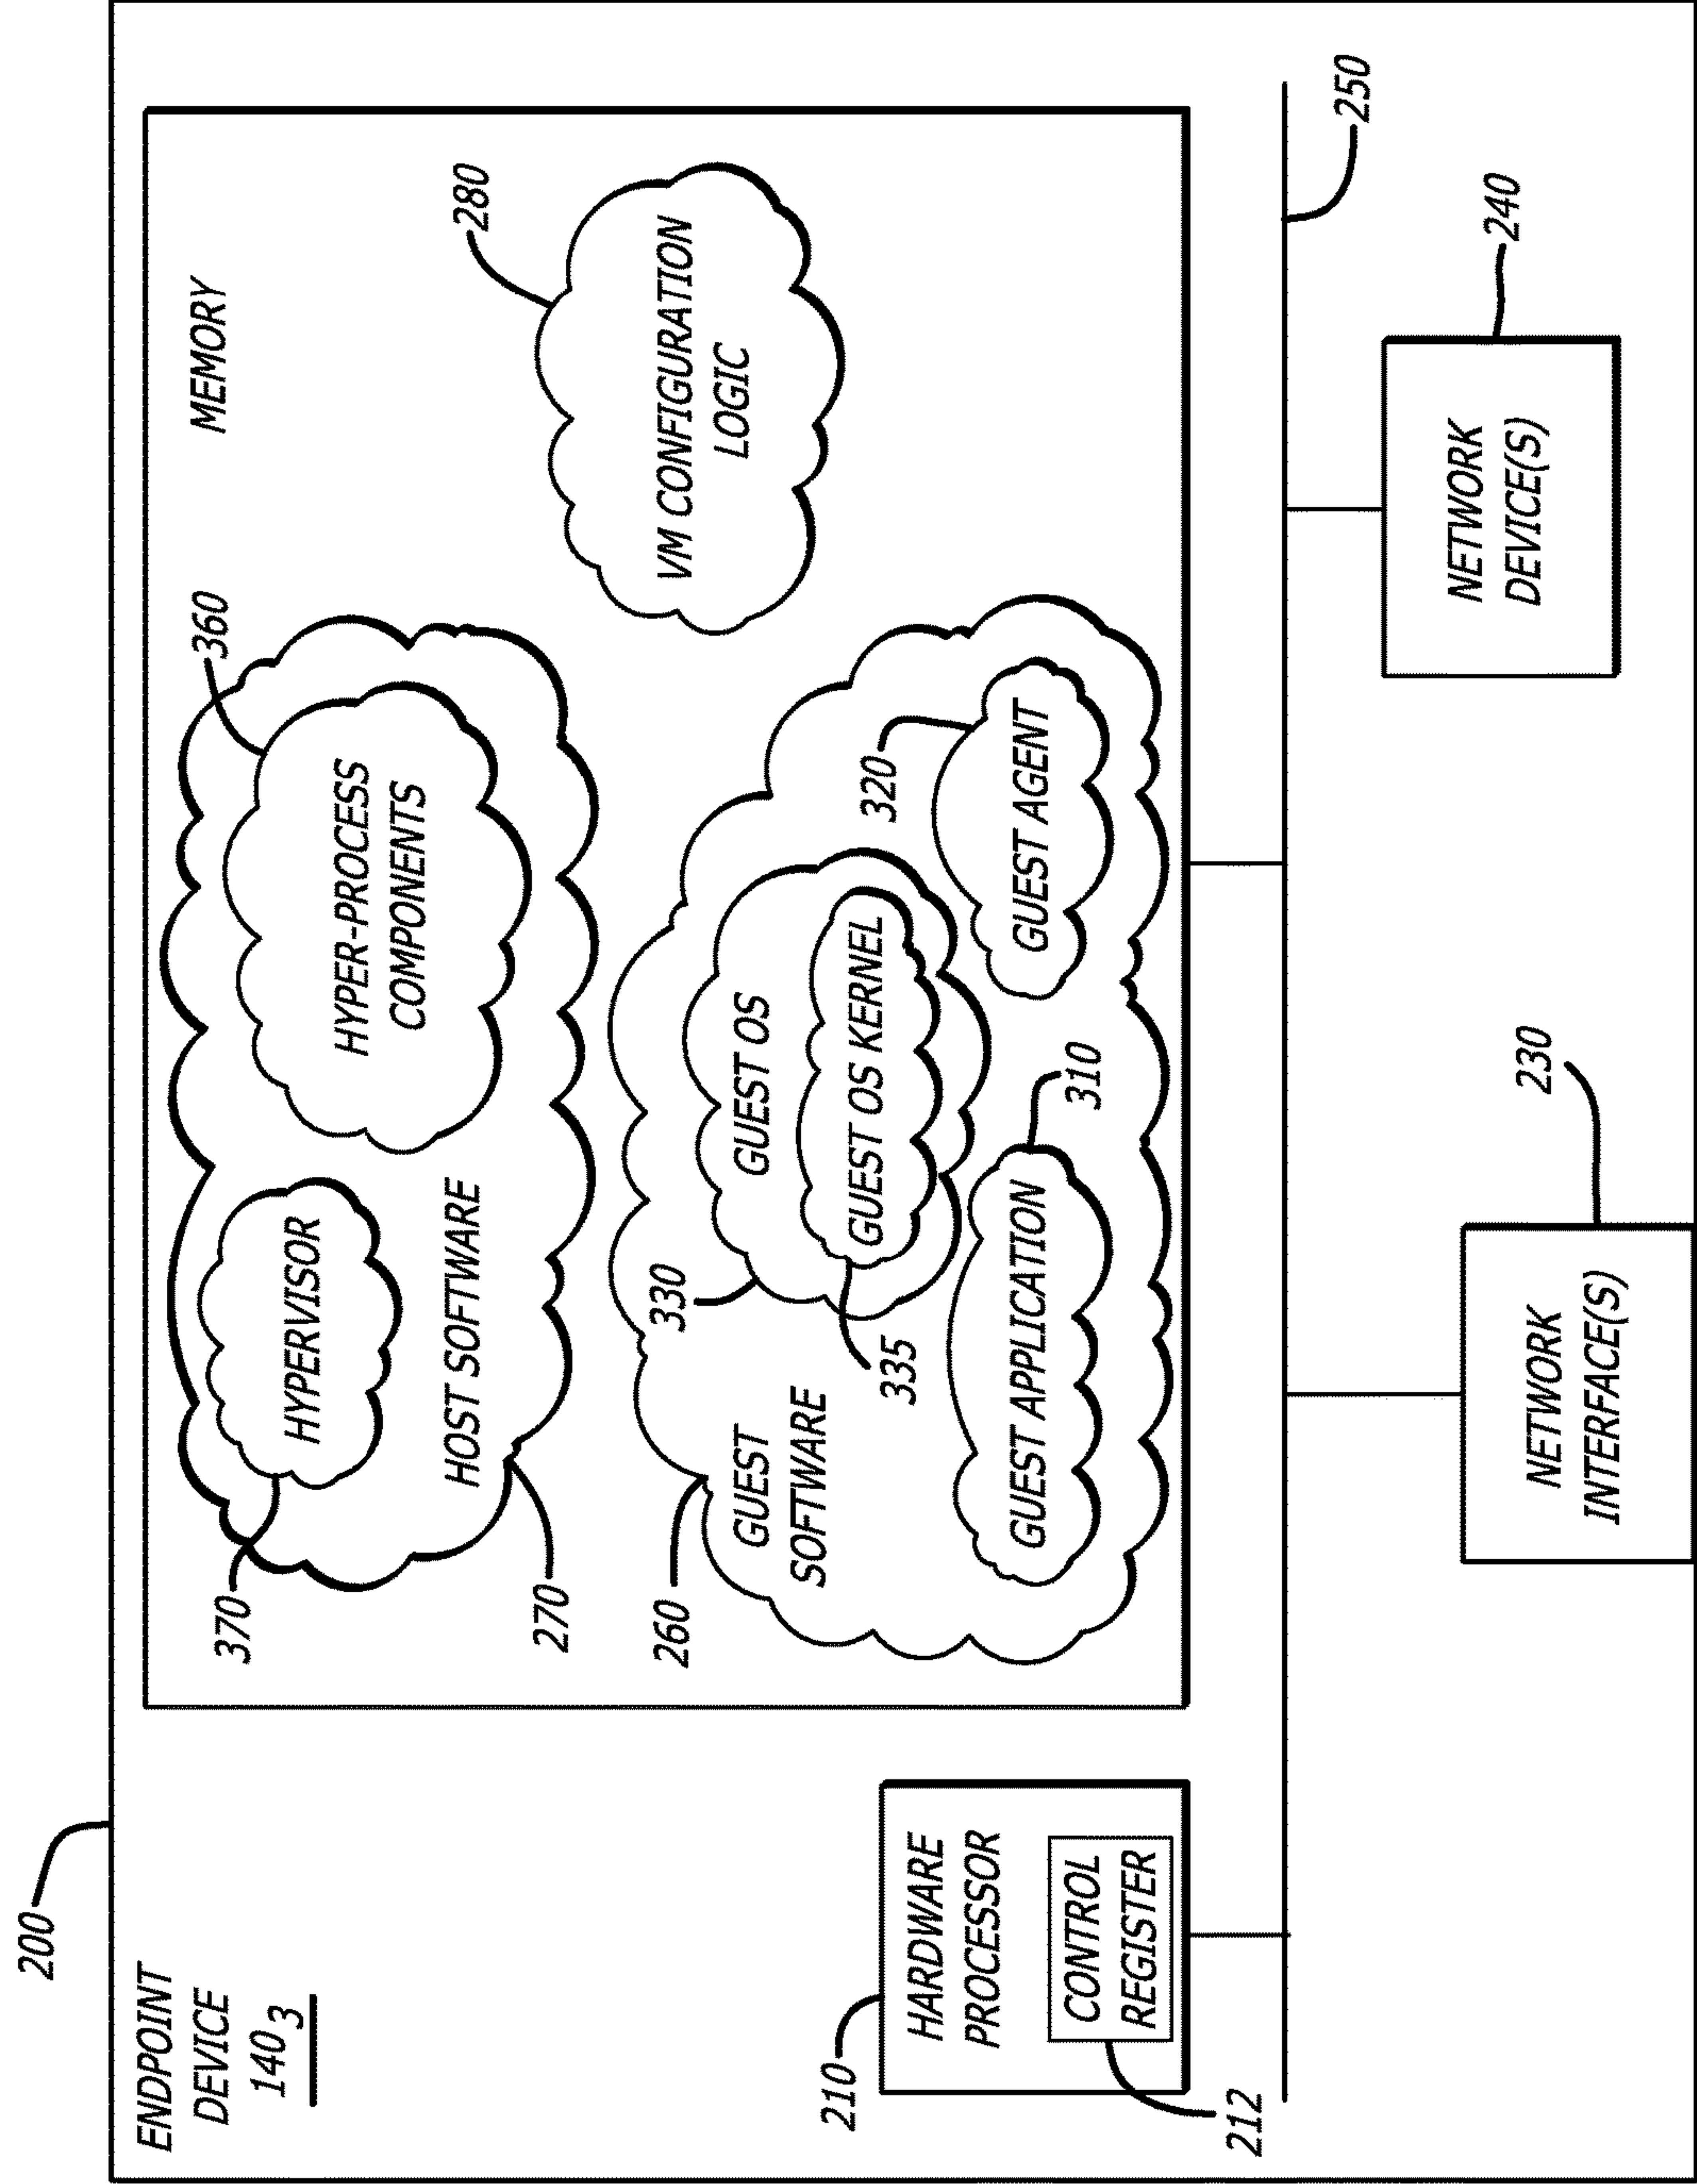 200
ENDPOINT
DEVICE
140 3
MEMORY
370
HYPERVISOR
HOST SOFTWARE
270
360
HYPER-PROCESS
COMPONENTS
280
VM CONFIGURATION
LOGIC
260
GUEST
SOFTWARE
330
GUEST OS
GUEST OS KERNEL
335
GUEST APPLICATION
310
320
GUEST AGENT
210
HARDWARE
PROCESSOR
CONTROL
REGISTER
212
250
NETWORK
INTERFACE(S)
230
NETWORK
DEVICE(S)
240